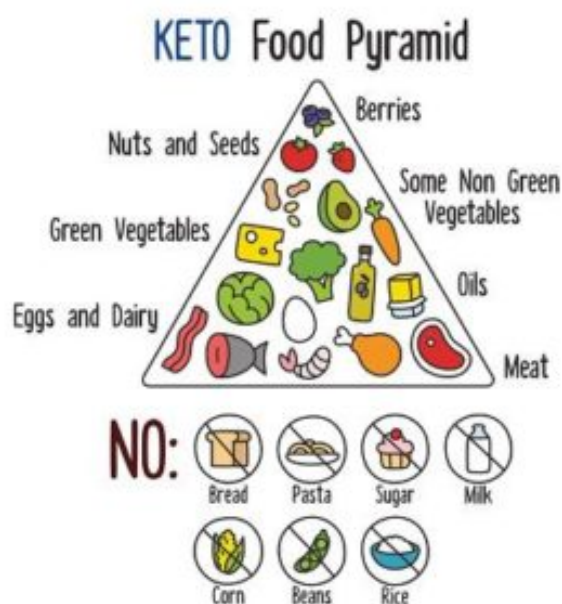 KETO Food Pyramid
Berries
Nuts and Seeds
Some Non Green
Vegetables
Green Vegetables
Oils
Eggs and Dairy
Meat
NO:
Bread
Pasta
Sugar
Milk
Corn
Beans
Rice